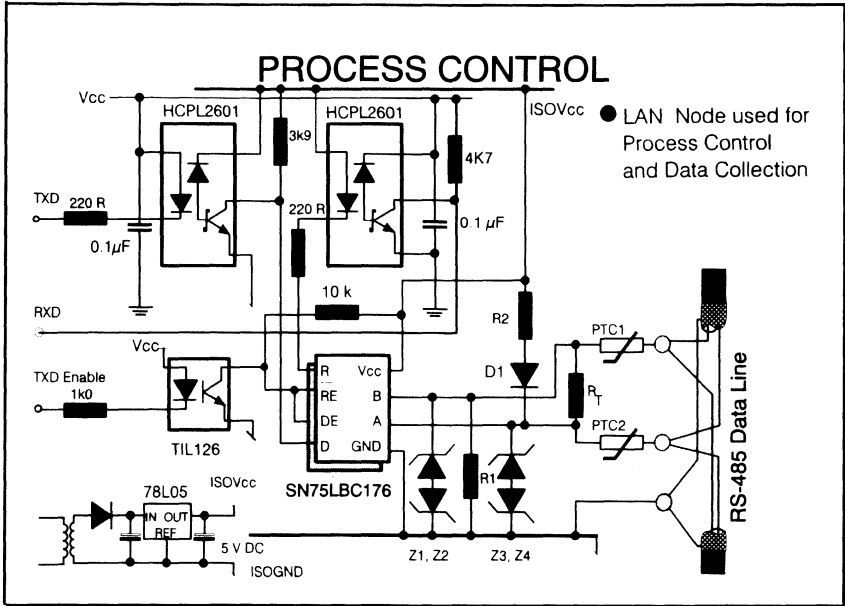 PROCESS CONTROL
Vcc
HCPL2601
HCPL2601
ISOVcc
● LAN Node used for
Process Control
and Data Collection
3k9
4K7
TXD
220 R
220 R
0.1µF
0.1 µF
10 k
RXD
R2
PTC1
Vcc
TXD Enable
1k0
TIL126
R
RE
DE
D
Vcc
B
A
GND
D1
RT
PTC2
SN75LBC176
R1
RS-485 Data Line
78L05
ISOVcc
IN OUT
REF
5 V DC
ISOGND
Z1, Z2
Z3, Z4